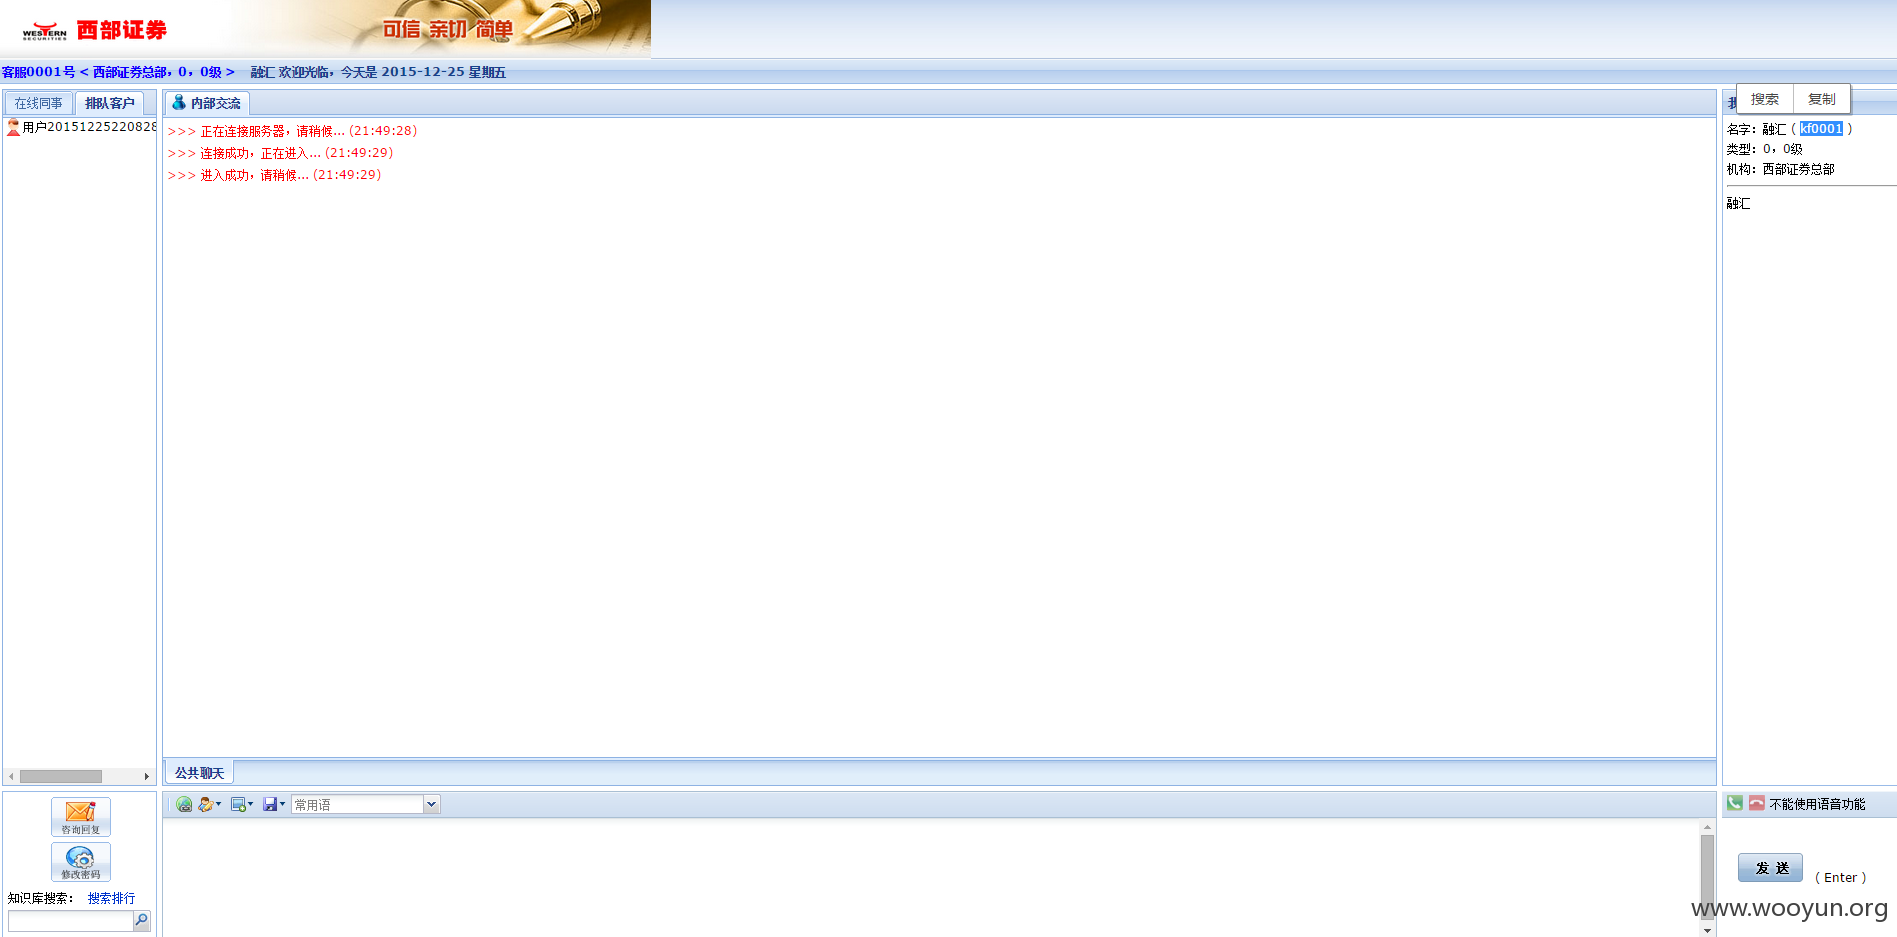 WESTERN SECURITIES 西部证券
可信 亲切 简单
客服0001号 < 西部证券总部，0，0级 > 融汇 欢迎光临，今天是 2015-12-25 星期五
在线同事 排队客户
用户20151225220828
内部交流
>>> 正在连接服务器，请稍候... (21:49:28)
>>> 连接成功，正在进入... (21:49:29)
>>> 进入成功，请稍候... (21:49:29)
搜索 复制
名字：融汇（kf0001）
类型：0，0级
机构：西部证券总部
融汇
公共聊天
常用语
不能使用语音功能
咨询回复
修改密码
知识库搜索： 搜索排行
发 送 （Enter）
www.wooyun.org